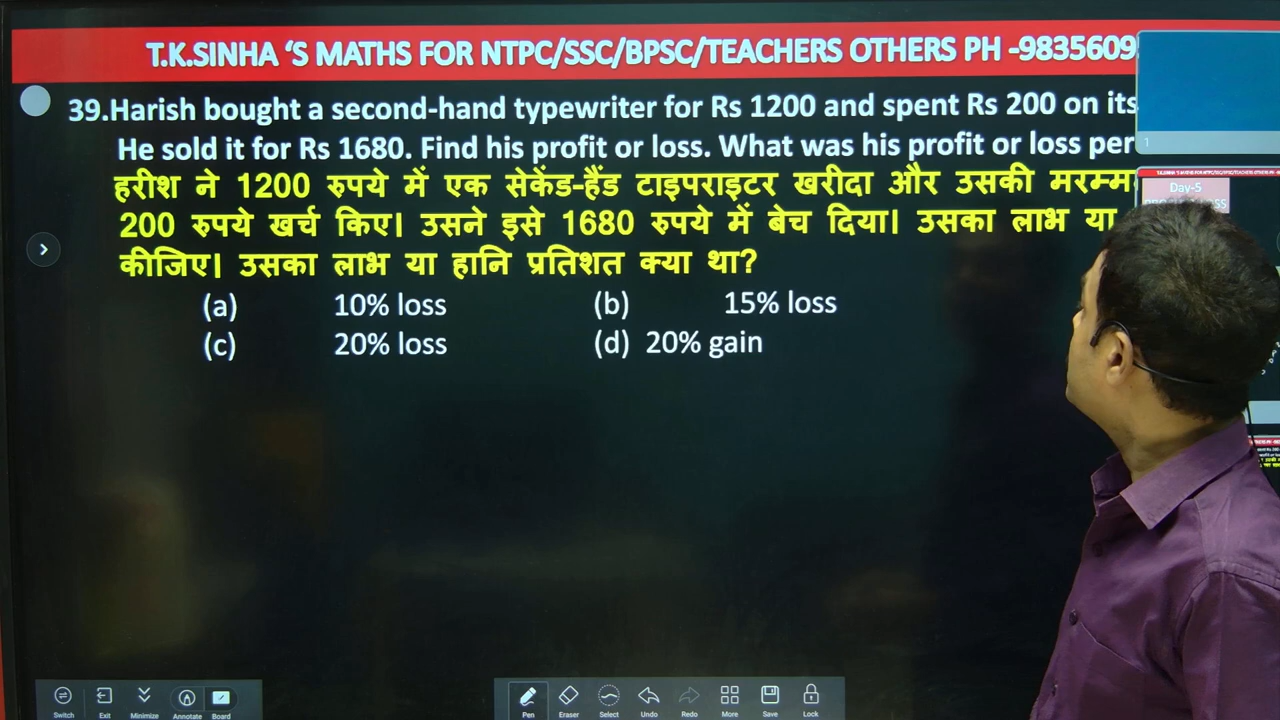 T.K.SINHA ‘S MATHS FOR NTPC/SSC/BPSC/TEACHERS OTHERS PH -9835609
39.Harish bought a second-hand typewriter for Rs 1200 and spent Rs 200 on its
He sold it for Rs 1680. Find his profit or loss. What was his profit or loss per
हरीश ने 1200 रुपये में एक सेकेंड-हैंड टाइपराइटर खरीदा और उसकी
200 रुपये खर्च किए। उसने इसे 1680 रुपये में बेच दिया। उसका लाभ या
कीजिए। उसका लाभ या हानि प्रतिशत क्या था?
(a) 10% loss (b) 15% loss
(c) 20% loss (d) 20% gain
1
Day-5
Switch Exit Minimize Annotate Board
Pen Eraser Select Undo Redo More Save Lock